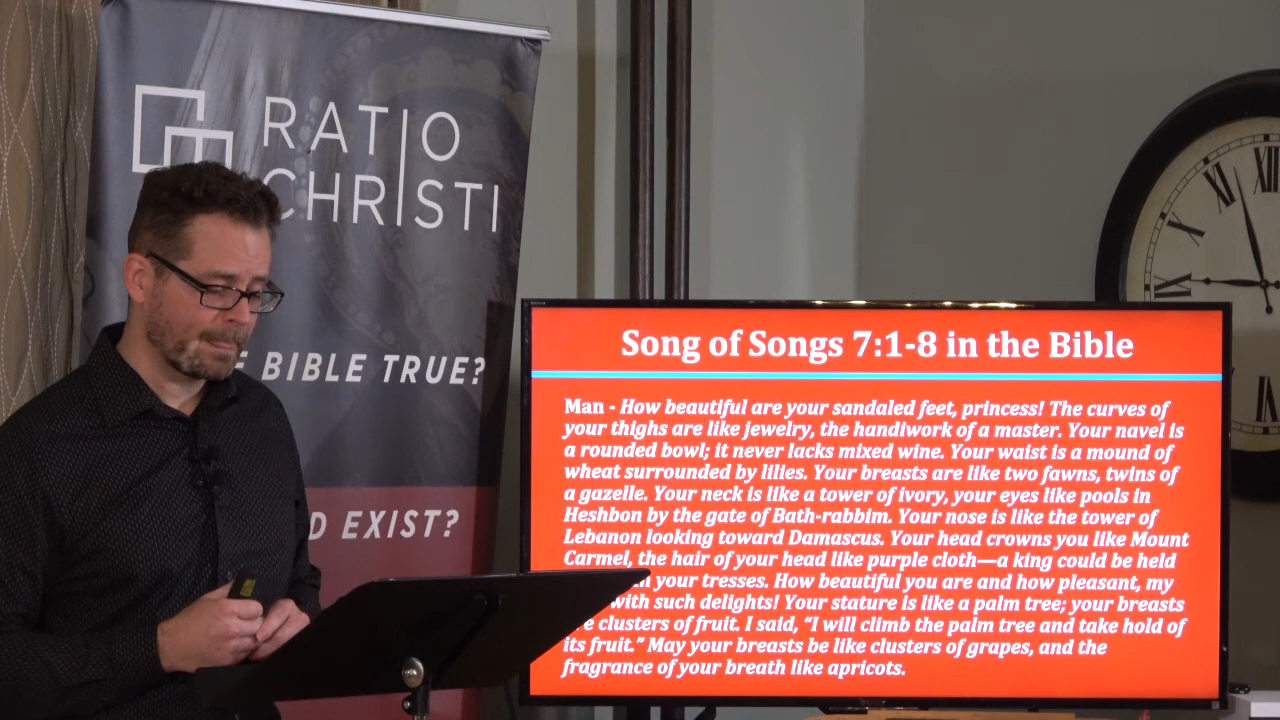 RATIO
CHRISTI
BIBLE TRUE?
D EXIST?
Song of Songs 7:1-8 in the Bible
Man - How beautiful are your sandaled feet, princess! The curves of
your thighs are like jewelry, the handiwork of a master. Your navel is
a rounded bowl; it never lacks mixed wine. Your waist is a mound of
wheat surrounded by lilies. Your breasts are like two fawns, twins of
a gazelle. Your neck is like a tower of ivory, your eyes like pools in
Heshbon by the gate of Bath-rabbim. Your nose is like the tower of
Lebanon looking toward Damascus. Your head crowns you like Mount
Carmel, the hair of your head like purple cloth—a king could be held
your tresses. How beautiful you are and how pleasant, my
with such delights! Your stature is like a palm tree; your breasts
clusters of fruit. I said, “I will climb the palm tree and take hold of
its fruit.” May your breasts be like clusters of grapes, and the
fragrance of your breath like apricots.
XII
XI
X
IX